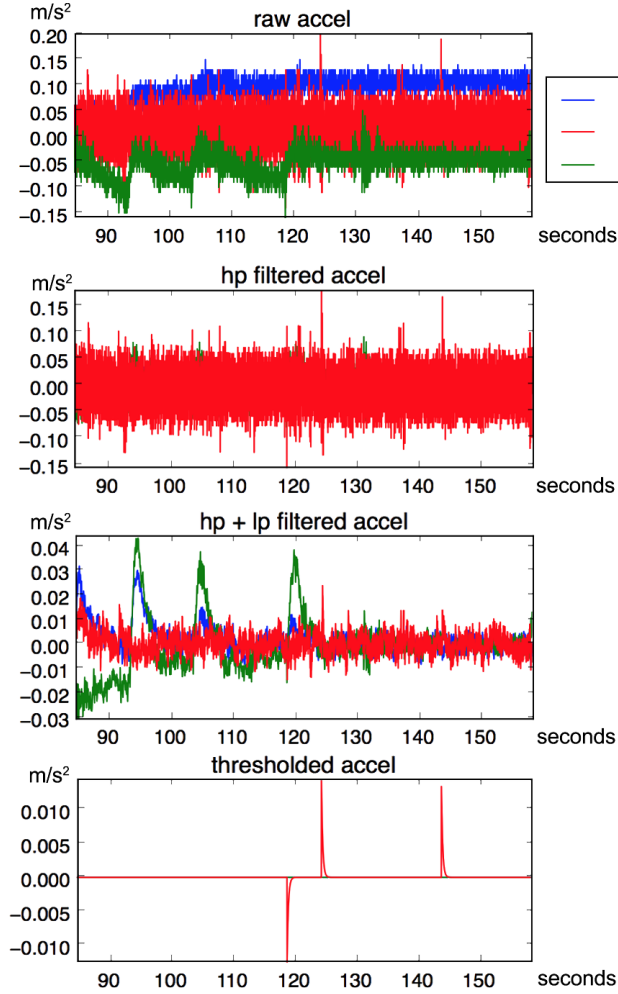 m/s²
raw accel
0.20
0.15
0.10
0.05
0.00
−0.05
−0.10
−0.15
90 100 110 120 130 140 150 seconds
m/s²
hp filtered accel
0.15
0.10
0.05
0.00
−0.05
−0.10
−0.15
90 100 110 120 130 140 150 seconds
m/s²
hp + lp filtered accel
0.04
0.03
0.02
0.01
0.00
−0.01
−0.02
−0.03
90 100 110 120 130 140 150 seconds
m/s²
thresholded accel
0.010
0.005
0.000
−0.005
−0.010
90 100 110 120 130 140 150 seconds